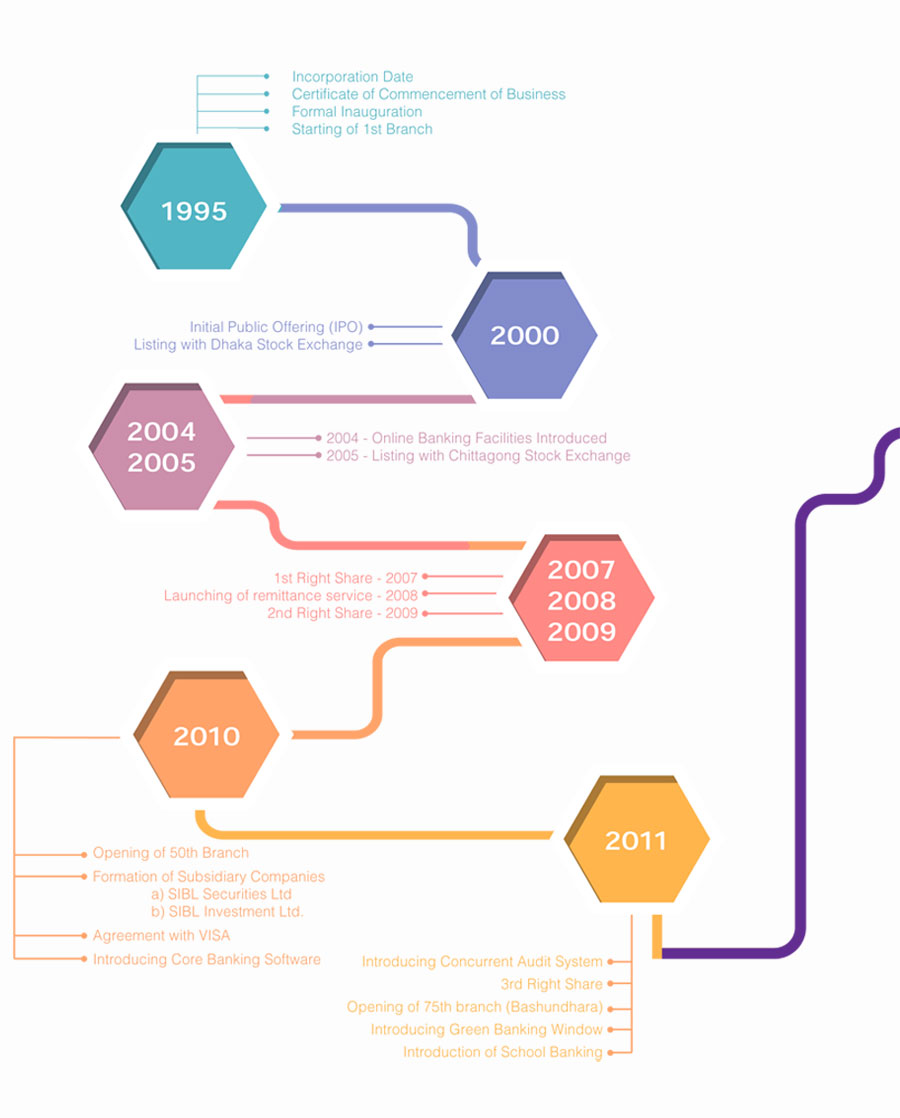 Incorporation Date
Certificate of Commencement of Business
Formal Inauguration
Starting of 1st Branch
1995
2000
Initial Public Offering (IPO)
Listing with Dhaka Stock Exchange
2004
2005
2004 - Online Banking Facilities Introduced
2005 - Listing with Chittagong Stock Exchange
2007
2008
2009
1st Right Share - 2007
Launching of remittance service - 2008
2nd Right Share - 2009
2010
Opening of 50th Branch
Formation of Subsidiary Companies
a) SIBL Securities Ltd
b) SIBL Investment Ltd.
Agreement with VISA
Introducing Core Banking Software
2011
Introducing Concurrent Audit System
3rd Right Share
Opening of 75th branch (Bashundhara)
Introducing Green Banking Window
Introduction of School Banking